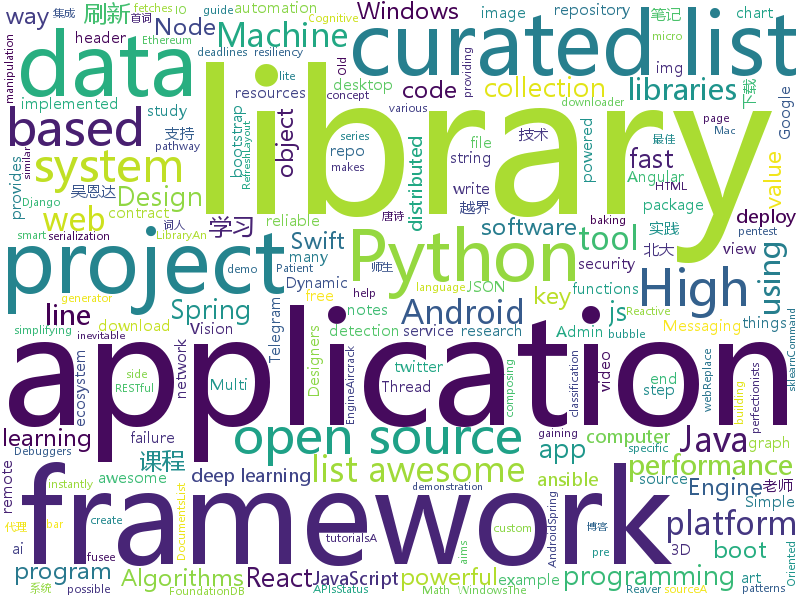 way 集成 首词 刷新 guide automation Cognitive fetches IO Ethereum Windows image repository 笔记 chart
curated list
manipulation Node header Machine deadlines resiliency Old lite desktop code providing collection micro img 下载 Google
data
library
implemented study resources concept various libraries downloader
based
支持 object bootstrap RefreshLayout repo series makes file string 技术 powered fast 最佳 page Mac
system
pathway similar provides 吴恩达 Design distributed write 越界 Angular HTML package value
Django web contract 词人 reliable 唐诗 software 实践 baking deploy
学习 LibraryAn
smart serialization Swift Python tool 北大 view pentest
project
demo Patient many 师生 security
Dynamic language JSON functions High using
generator free help key
line Spring Telegram Android js Admin Reactive things
simplifying download Vision notes detection service research Messaging bubble
application
inevitable ecosystem side RESTful network Multi Designers EngineAircrack twitter Thread video end step composing classification building webReplace perfectionists specific sklearnCommand
learning 课程 open source computer Java graph
Debuggers failure app
remote instantly awesome deep learning list awesome ansible performance source
framework
demonstration Engine 老师 Simple
代理 bar ai program create DocumentsList tutorialsA platform
fusee 3D boot
系统 possible Algorithms React JavaScript powerful example programming art Oriented
FoundationDB APIsStatus Math WindowsThe aims custom 博客 pre Reaver sourceA patterns AndroidSpring